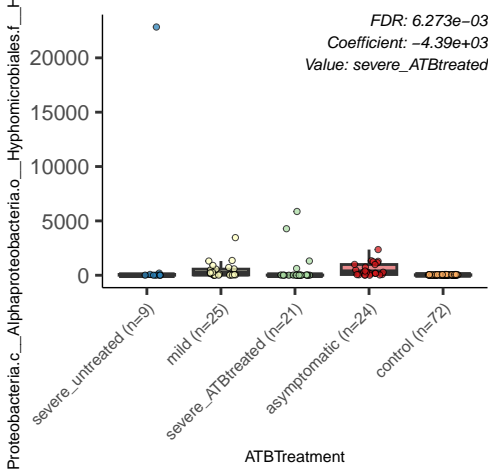 FDR: 6.273e−03
Coefficient: −4.39e+03
Value: severe_ATBtreated
Proteobacteria.c__Alphaproteobacteria.o__Hyphomicrobiales.f__H
20000
15000
10000
5000
0
severe_untreated (n=9)
mild (n=25)
severe_ATBtreated (n=21)
asymptomatic (n=24)
control (n=72)
ATBTreatment